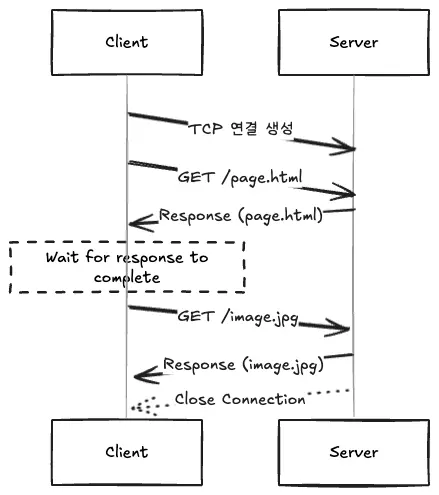 Client
Server
TCP 연결 생성
GET /page.html
Response (page.html)
Wait for response to
complete
GET /image.jpg
Response (image.jpg)
Close Connection
Client
Server